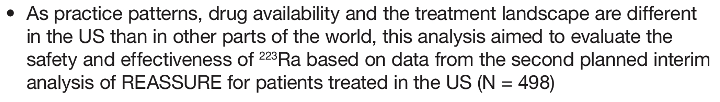 • As practice patterns, drug availability and the treatment landscape are different
in the US than in other parts of the world, this analysis aimed to evaluate the
safety and effectiveness of ²²³Ra based on data from the second planned interim
analysis of REASSURE for patients treated in the US (N = 498)